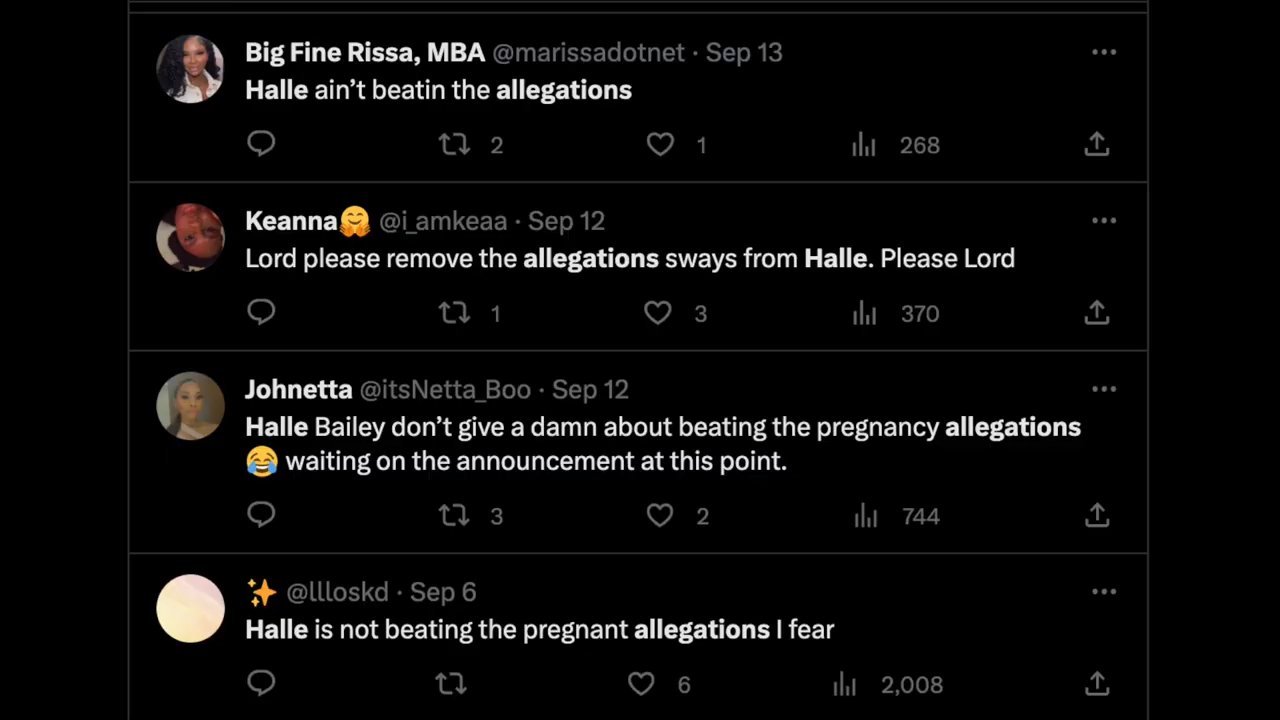 Big Fine Rissa, MBA @marissadotnet · Sep 13
Halle ain’t beatin the allegations
2 1 268
Keanna🤗 @i_amkeaa · Sep 12
Lord please remove the allegations sways from Halle. Please Lord
1 3 370
Johnetta @itsNetta_Boo · Sep 12
Halle Bailey don’t give a damn about beating the pregnancy allegations
😂 waiting on the announcement at this point.
3 2 744
✨ @llloskd · Sep 6
Halle is not beating the pregnant allegations I fear
6 2,008